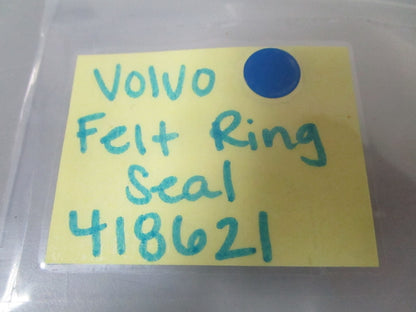 Volvo
Felt Ring
Seal
418621